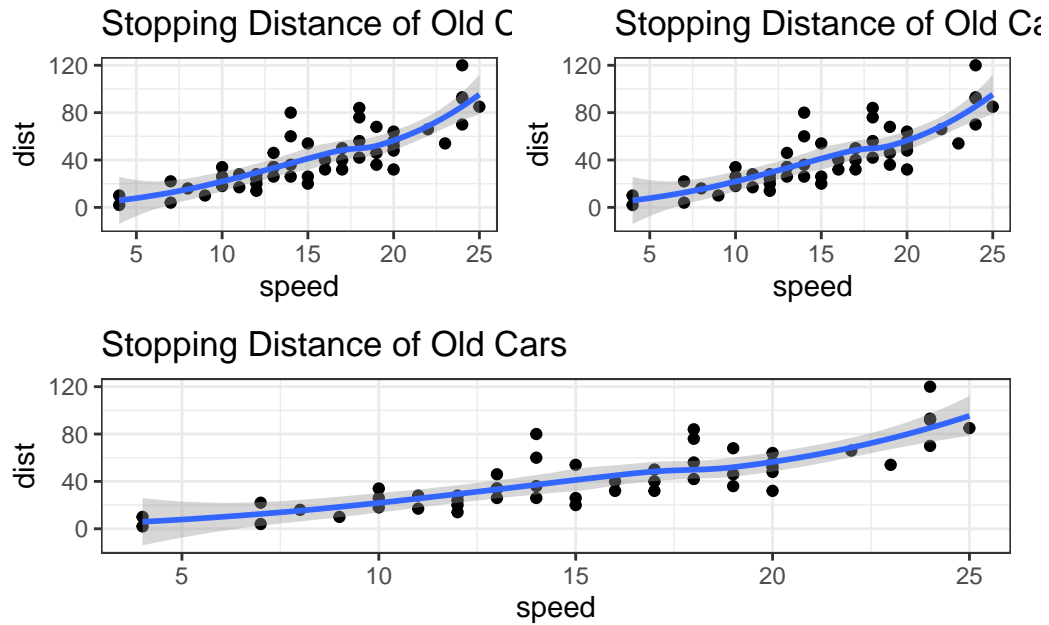 Stopping Distance of Old C
120
80
40
0
dist
5 10 15 20 25
speed
Stopping Distance of Old Ca
120
80
40
0
dist
5 10 15 20 25
speed
Stopping Distance of Old Cars
120
80
40
0
dist
5 10 15 20 25
speed